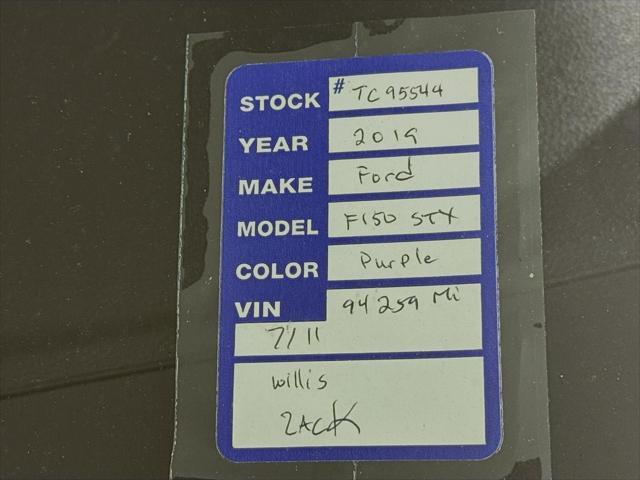 STOCK # TC95544
YEAR 2019
MAKE Ford
MODEL F150 STX
COLOR Purple
VIN 94259 Mi
7/11
Willis
ZACK